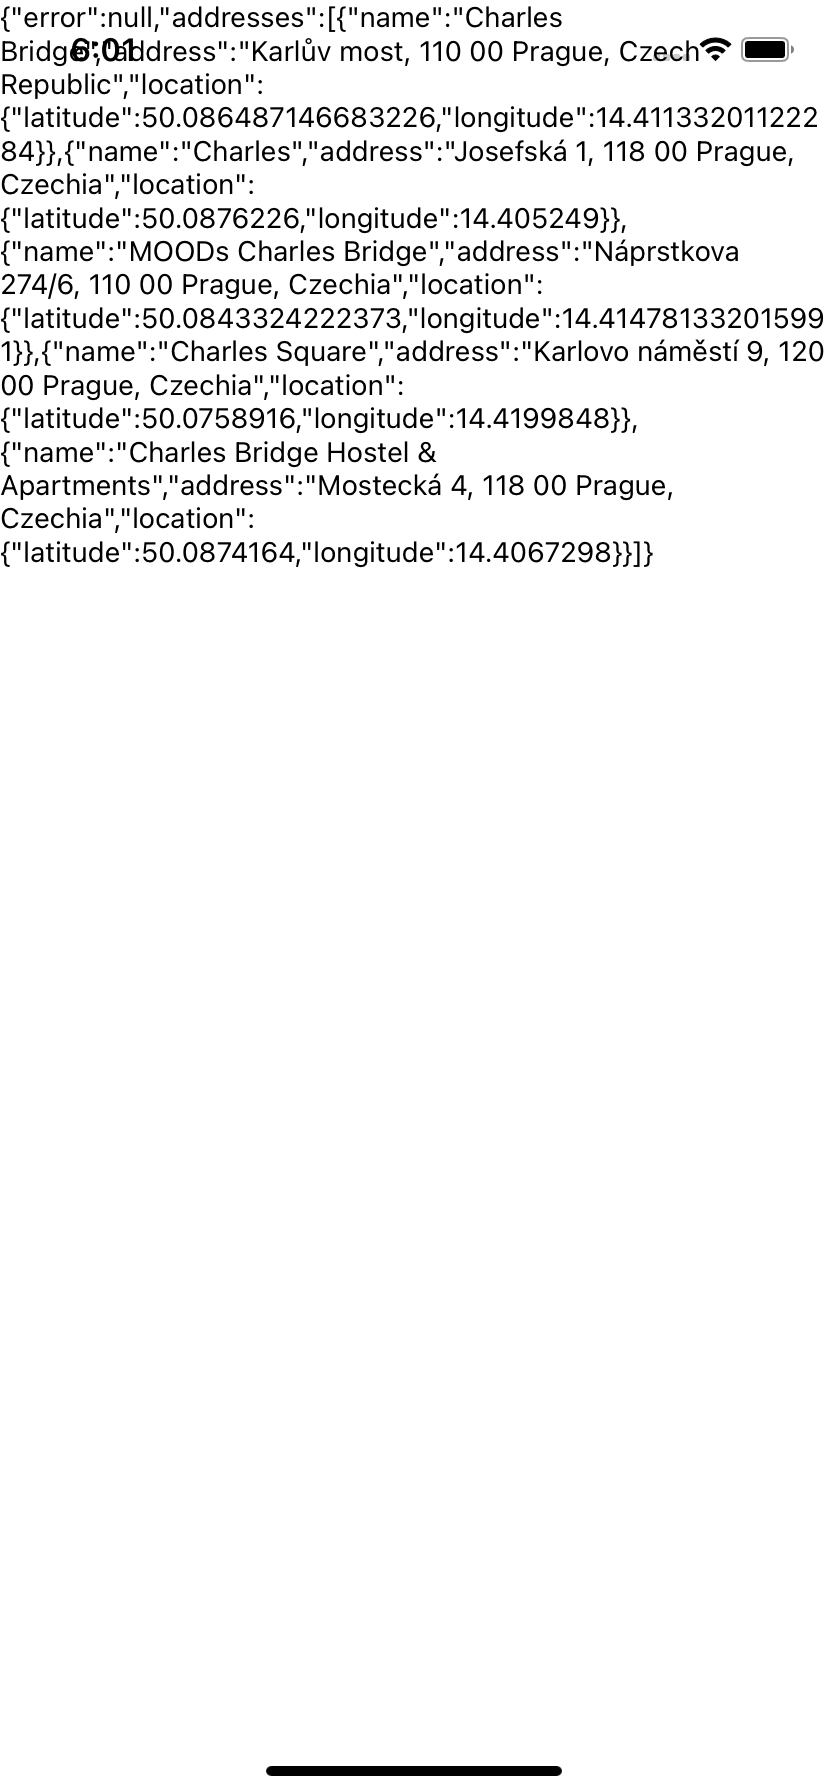 {"error":null,"addresses":[{"name":"Charles
Bridge","address":"Karlův most, 110 00 Prague, Czech
6:01
Republic","location":
{"latitude":50.086487146683226,"longitude":14.411332011222
84}},{"name":"Charles","address":"Josefská 1, 118 00 Prague,
Czechia","location":
{"latitude":50.0876226,"longitude":14.405249}},
{"name":"MOODs Charles Bridge","address":"Náprstkova
274/6, 110 00 Prague, Czechia","location":
{"latitude":50.0843324222373,"longitude":14.41478133201599
1}},{"name":"Charles Square","address":"Karlovo náměstí 9, 120
00 Prague, Czechia","location":
{"latitude":50.0758916,"longitude":14.4199848}},
{"name":"Charles Bridge Hostel &
Apartments","address":"Mostecká 4, 118 00 Prague,
Czechia","location":
{"latitude":50.0874164,"longitude":14.4067298}}]}